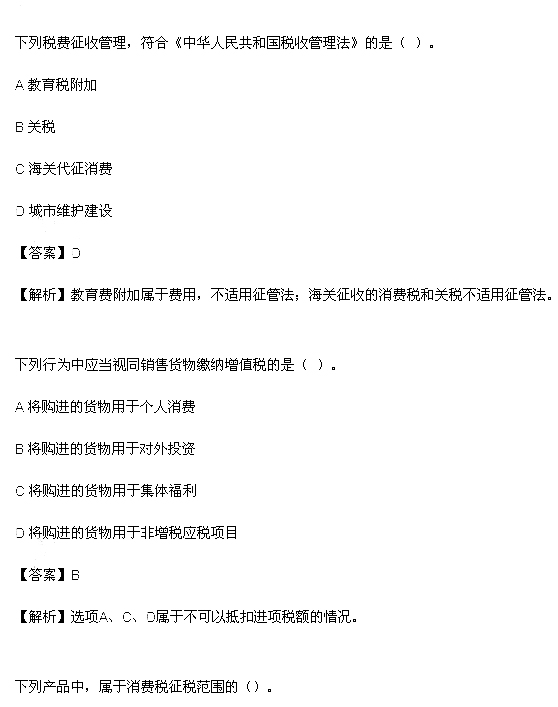 下列税费征收管理，符合《中华人民共和国税收管理法》的是（ ）。
A 教育税附加
B 关税
C 海关代征消费
D 城市维护建设
【答案】D
【解析】教育费附加属于费用，不适用征管法；海关征收的消费税和关税不适用征管法。
下列行为中应当视同销售货物缴纳增值税的是（ ）。
A 将购进的货物用于个人消费
B 将购进的货物用于对外投资
C 将购进的货物用于集体福利
D 将购进的货物用于非增税应税项目
【答案】B
【解析】选项A、C、D属于不可以抵扣进项税额的情况。
下列产品中，属于消费税征税范围的（）。